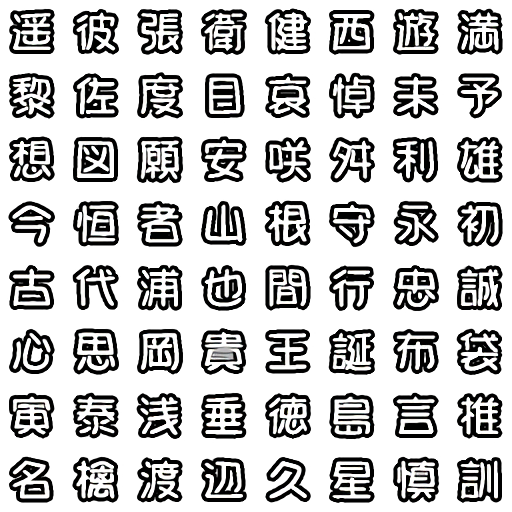 遥彼張衛健西遊満
黎佐度目哀悼未予
想図願安咲舜利雄
今恒者山根守永初
古代浦也間行忠誠
心思岡貴王誕布袋
寅泰浅垂徳島言推
名檎渡辺久星慎訓